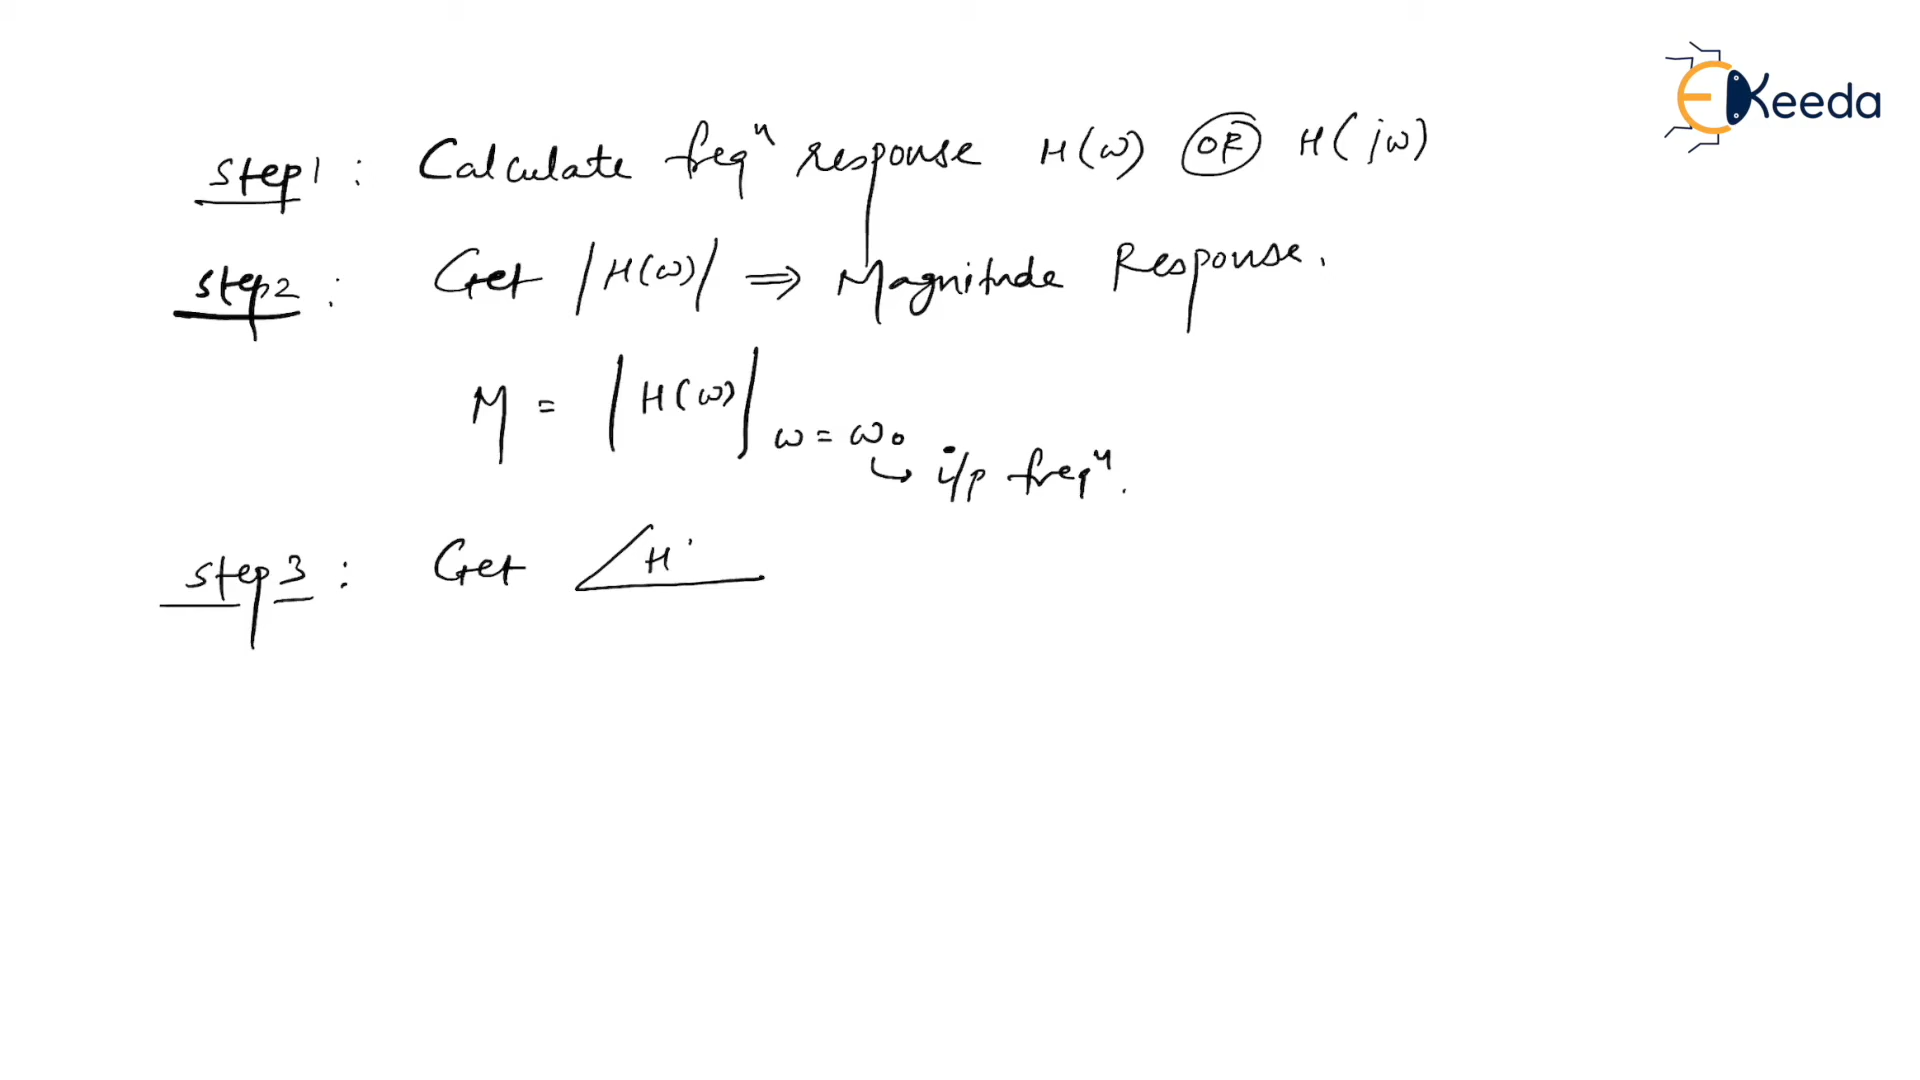 EKeeda
step1 : Calculate freqⁿ response H(ω) OR H(jω)
step2 : Get |H(ω)| ⇒ Magnitude Response.
M = |H(ω)| ω = ω₀
↳ i/p freqⁿ.
step3 : Get ∠H